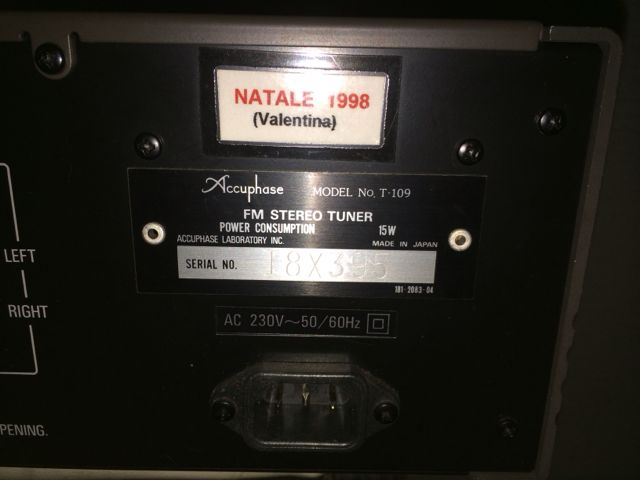 NATALE 1998
(Valentina)
Accuphase MODEL No. T-109
FM STEREO TUNER
POWER CONSUMPTION 15W
ACCUPHASE LABORATORY INC. MADE IN JAPAN
SERIAL NO. I8X395
181-2083-04
LEFT
RIGHT
AC 230V~50/60Hz
PENING.